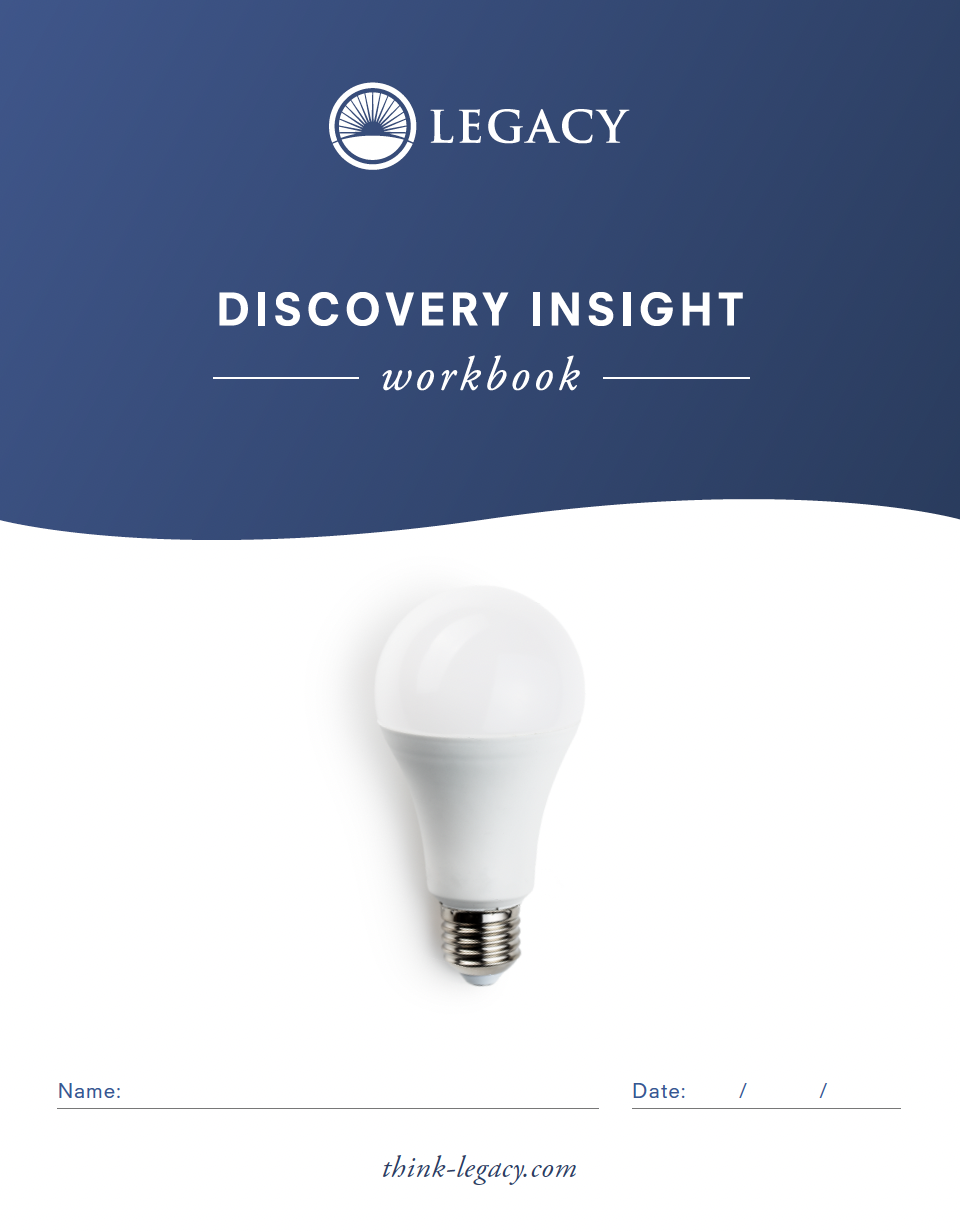 LEGACY
DISCOVERY INSIGHT
workbook
Name:
Date: / /
think-legacy.com